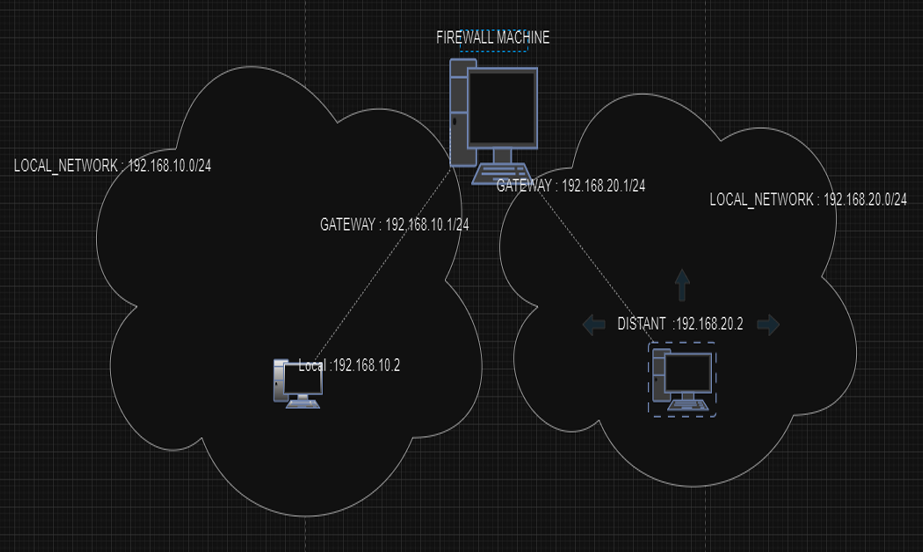 FIREWALL MACHINE
LOCAL_NETWORK : 192.168.10.0/24
GATEWAY : 192.168.20.1/24
LOCAL_NETWORK : 192.168.20.0/24
GATEWAY : 192.168.10.1/24
DISTANT :192.168.20.2
Local :192.168.10.2